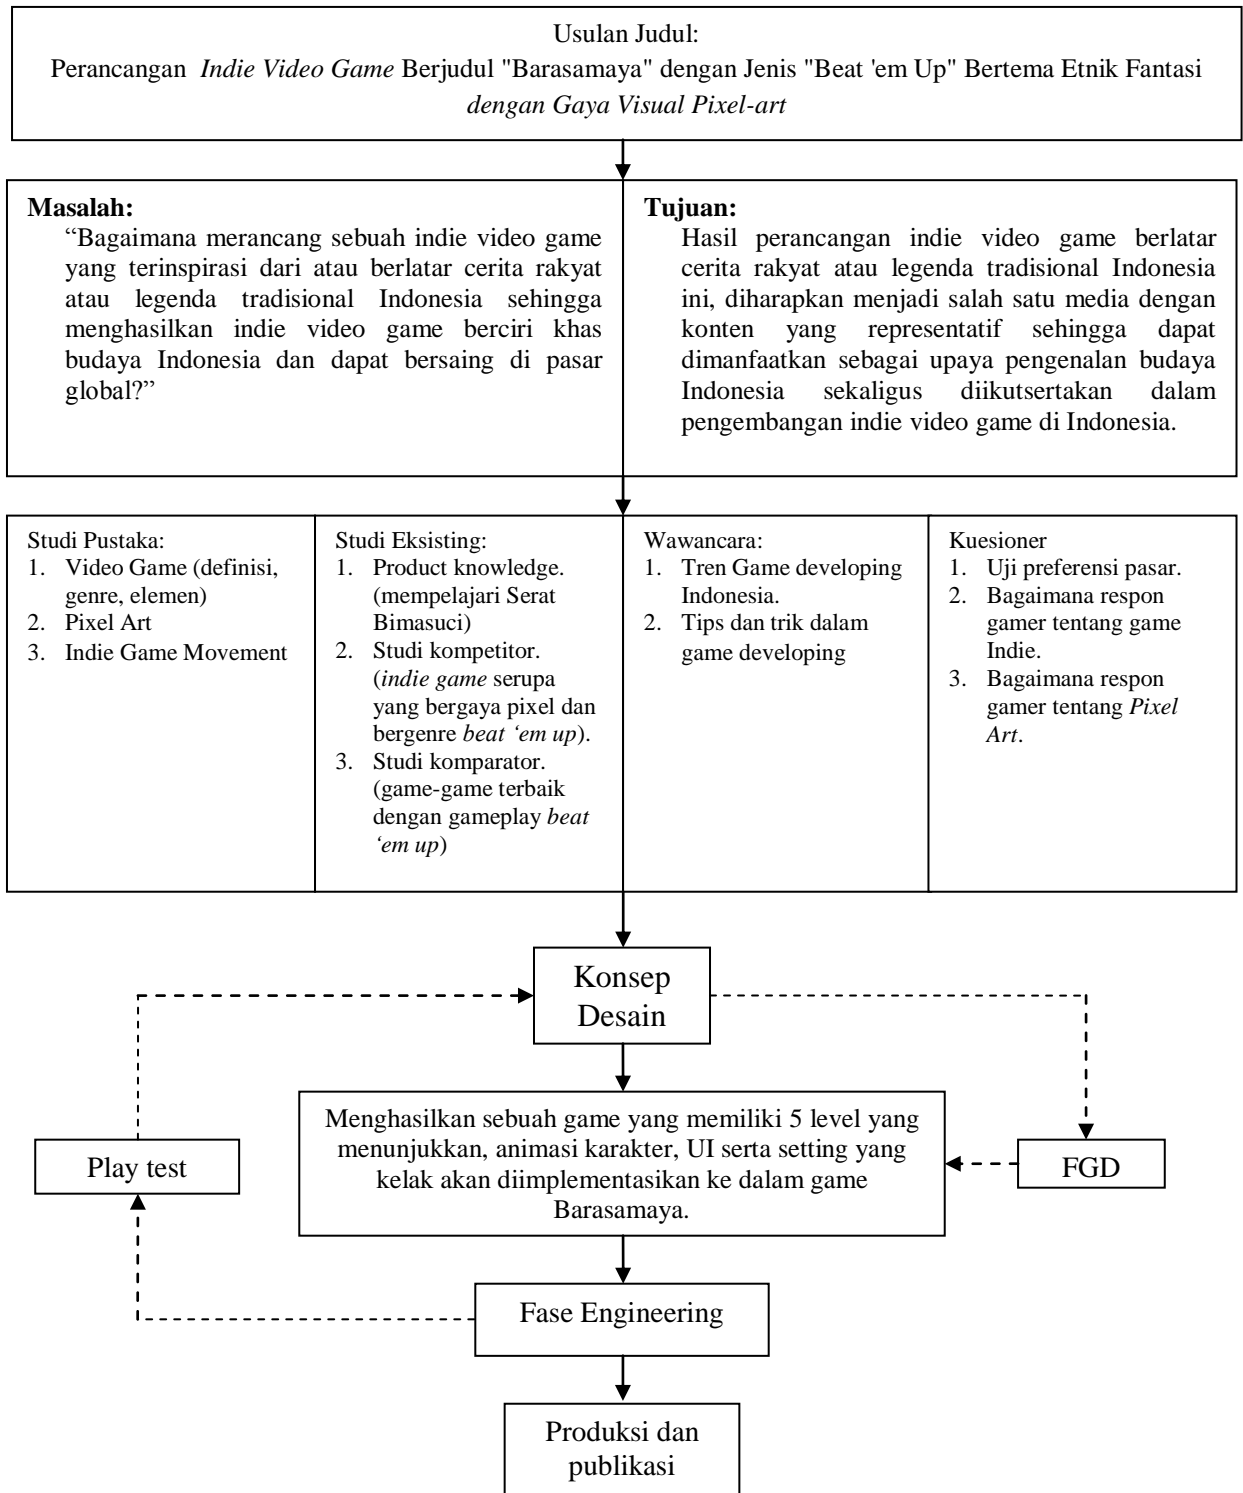 Usulan Judul:
Perancangan Indie Video Game Berjudul "Barasamaya" dengan Jenis "Beat 'em Up" Bertema Etnik Fantasi
dengan Gaya Visual Pixel-art
Masalah:
“Bagaimana merancang sebuah indie video game
yang terinspirasi dari atau berlatar cerita rakyat
atau legenda tradisional Indonesia sehingga
menghasilkan indie video game berciri khas
budaya Indonesia dan dapat bersaing di pasar
global?”
Tujuan:
Hasil perancangan indie video game berlatar
cerita rakyat atau legenda tradisional Indonesia
ini, diharapkan menjadi salah satu media dengan
konten yang representatif sehingga dapat
dimanfaatkan sebagai upaya pengenalan budaya
Indonesia sekaligus diikutsertakan dalam
pengembangan indie video game di Indonesia.
Studi Pustaka:
1. Video Game (definisi,
genre, elemen)
2. Pixel Art
3. Indie Game Movement
Studi Eksisting:
1. Product knowledge.
(mempelajari Serat
Bimasuci)
2. Studi kompetitor.
(indie game serupa
yang bergaya pixel dan
bergenre beat ‘em up).
3. Studi komparator.
(game-game terbaik
dengan gameplay beat
‘em up)
Wawancara:
1. Tren Game developing
Indonesia.
2. Tips dan trik dalam
game developing
Kuesioner
1. Uji preferensi pasar.
2. Bagaimana respon
gamer tentang game
Indie.
3. Bagaimana respon
gamer tentang Pixel
Art.
Konsep
Desain
Menghasilkan sebuah game yang memiliki 5 level yang
menunjukkan, animasi karakter, UI serta setting yang
kelak akan diimplementasikan ke dalam game
Barasamaya.
Play test
FGD
Fase Engineering
Produksi dan
publikasi